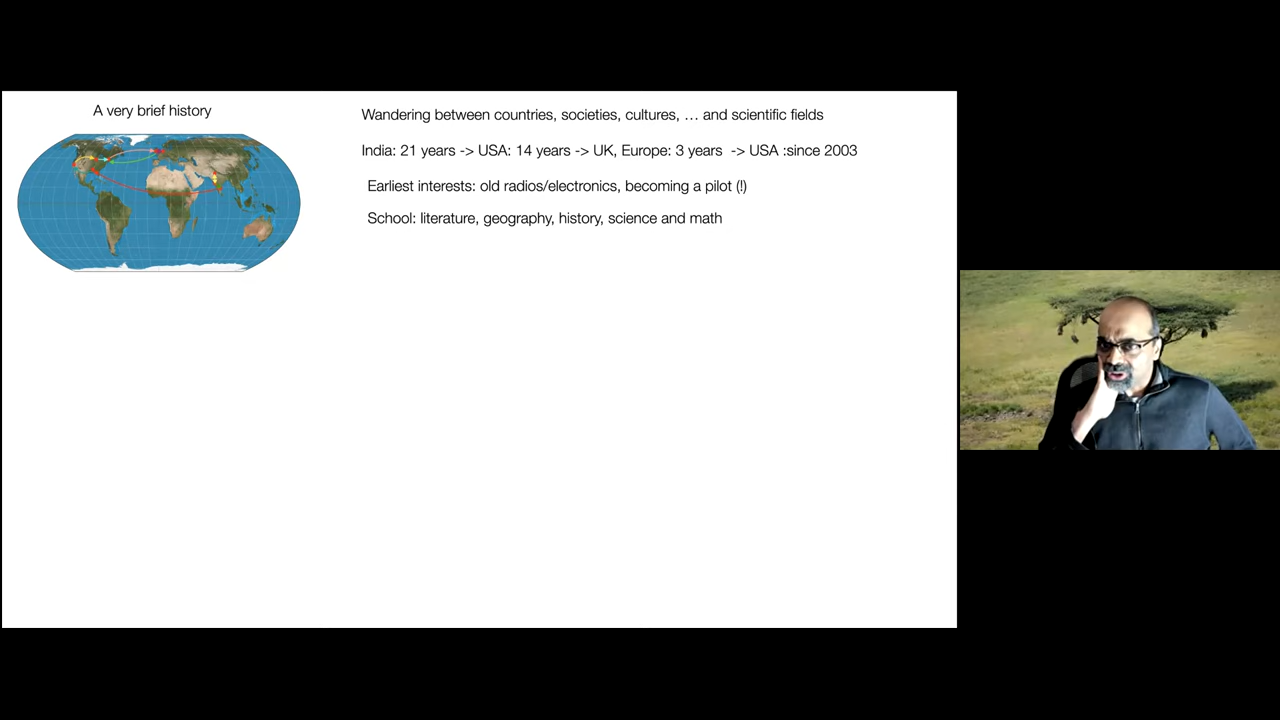 A very brief history
Wandering between countries, societies, cultures, … and scientific fields
India: 21 years -> USA: 14 years -> UK, Europe: 3 years  -> USA :since 2003
Earliest interests: old radios/electronics, becoming a pilot (!)
School: literature, geography, history, science and math